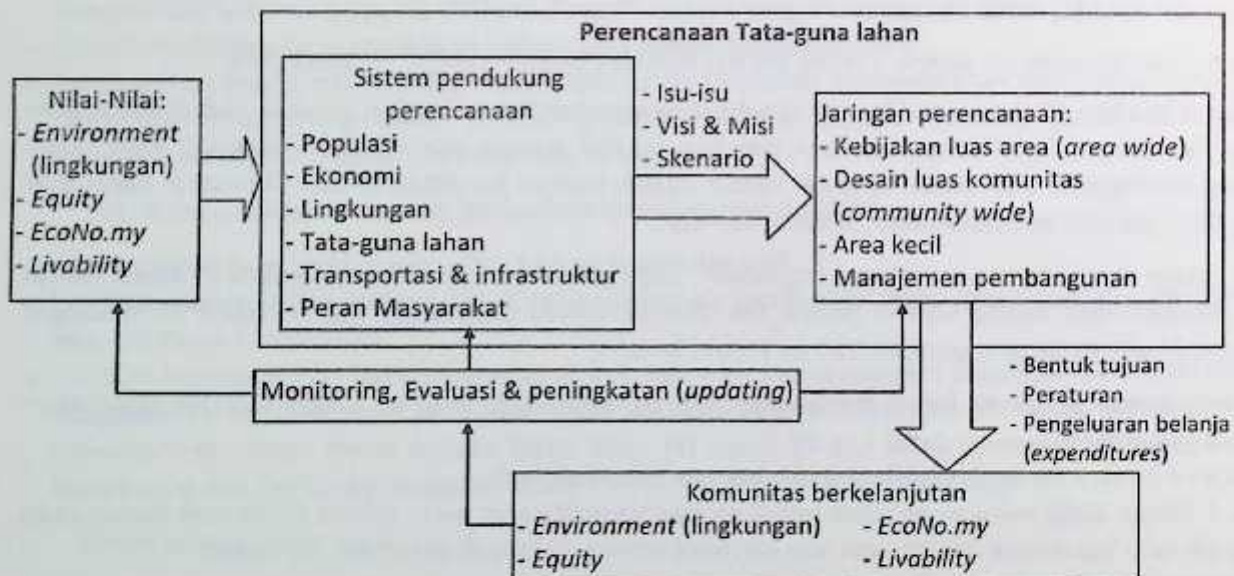 Perencanaan Tata-guna lahan
Nilai-Nilai:
- Environment
(lingkungan)
- Equity
- EcoNo.my
- Livability
Sistem pendukung
perencanaan
- Populasi
- Ekonomi
- Lingkungan
- Tata-guna lahan
- Transportasi & infrastruktur
- Peran Masyarakat
- Isu-isu
- Visi & Misi
- Skenario
Jaringan perencanaan:
- Kebijakan luas area (area wide)
- Desain luas komunitas
(community wide)
- Area kecil
- Manajemen pembangunan
Monitoring, Evaluasi & peningkatan (updating)
- Bentuk tujuan
- Peraturan
- Pengeluaran belanja
(expenditures)
Komunitas berkelanjutan
- Environment (lingkungan) - EcoNo.my
- Equity - Livability